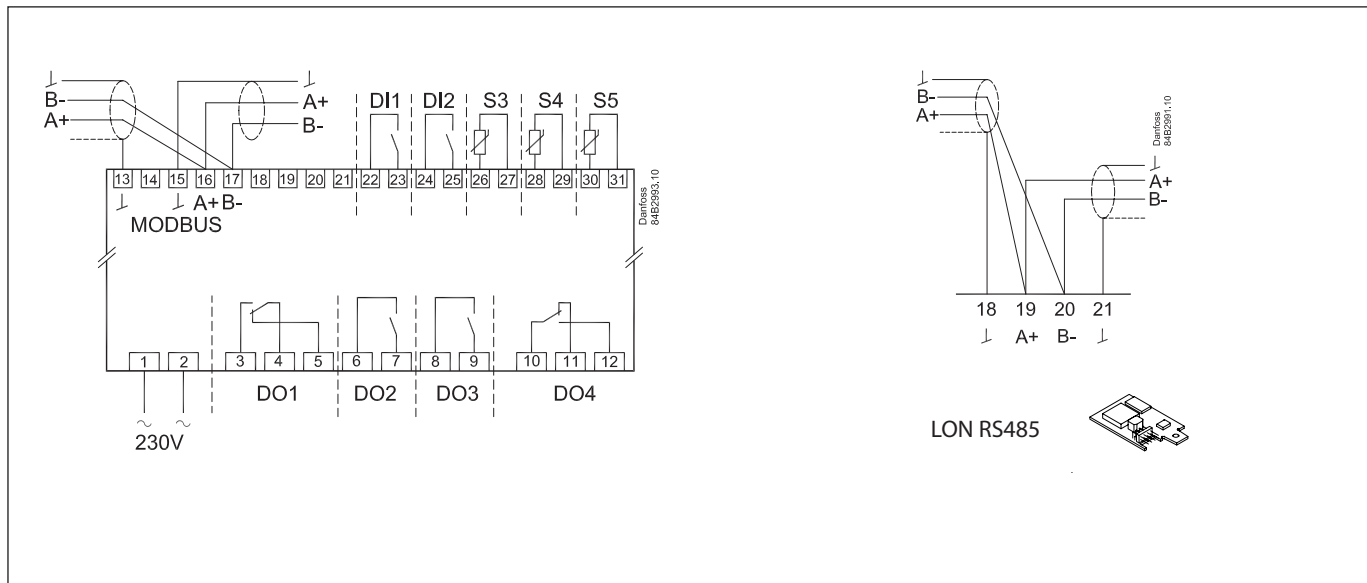 ⊥ ⊥
B- A+
A+ B-
DI1 DI2 S3 S4 S5
13 14 15 16 17 18 19 20 21 22 23 24 25 26 27 28 29 30 31
⊥ ⊥ A+ B-
MODBUS
Danfoss
84B2993.10
1 2 3 4 5 6 7 8 9 10 11 12
DO1 DO2 DO3 DO4
~ ~
230V
⊥
B-
A+
Danfoss
84B2991.10
⊥
A+
B-
18 19 20 21
⊥ A+ B- ⊥
LON RS485